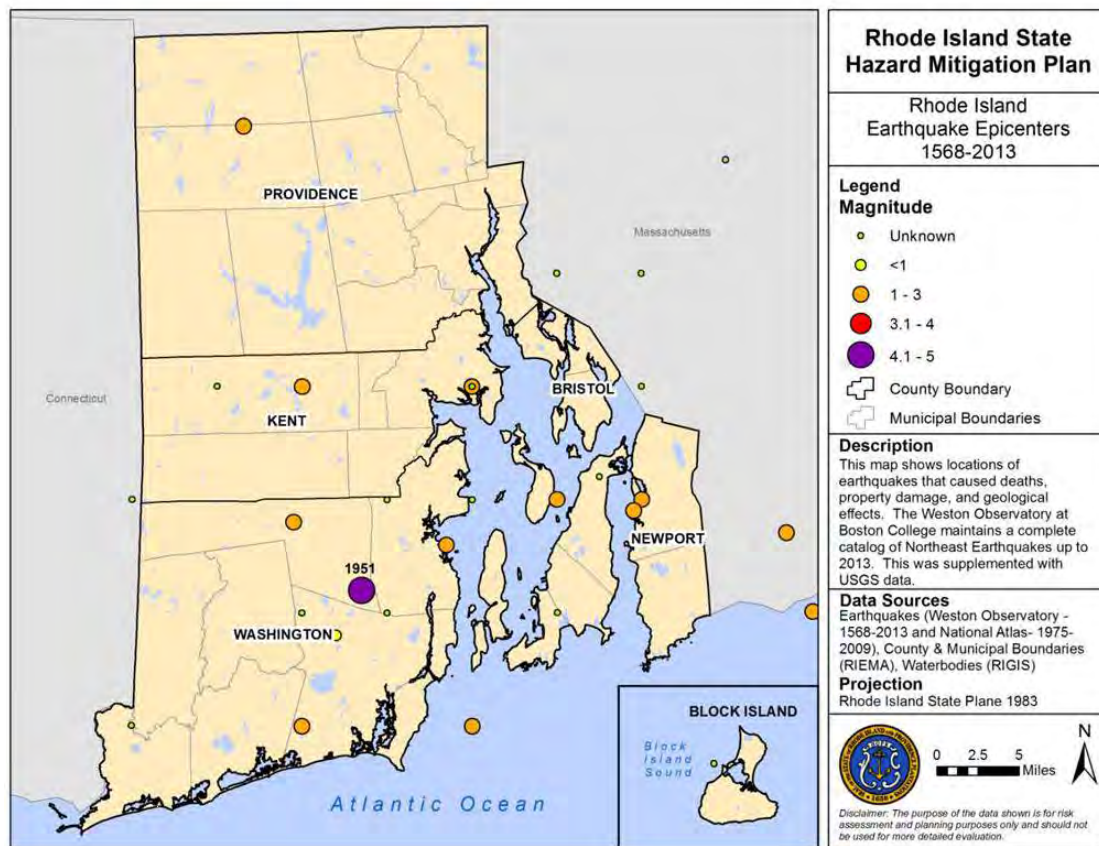 PROVIDENCE
Massachusetts
Connecticut
KENT
BRISTOL
NEWPORT
1951
WASHINGTON
BLOCK ISLAND
Block
Island
Sound
Atlantic Ocean
Rhode Island State
Hazard Mitigation Plan
Rhode Island
Earthquake Epicenters
1568-2013
Legend
Magnitude
Unknown
<1
1 - 3
3.1 - 4
4.1 - 5
County Boundary
Municipal Boundaries
Description
This map shows locations of
earthquakes that caused deaths,
property damage, and geological
effects. The Weston Observatory at
Boston College maintains a complete
catalog of Northeast Earthquakes up to
2013. This was supplemented with
USGS data.
Data Sources
Earthquakes (Weston Observatory -
1568-2013 and National Atlas- 1975-
2009), County & Municipal Boundaries
(RIEMA), Waterbodies (RIGIS)
Projection
Rhode Island State Plane 1983
N
0 2.5 5
Miles
Disclaimer: The purpose of the data shown is for risk
assessment and planning purposes only and should not
be used for more detailed evaluation.